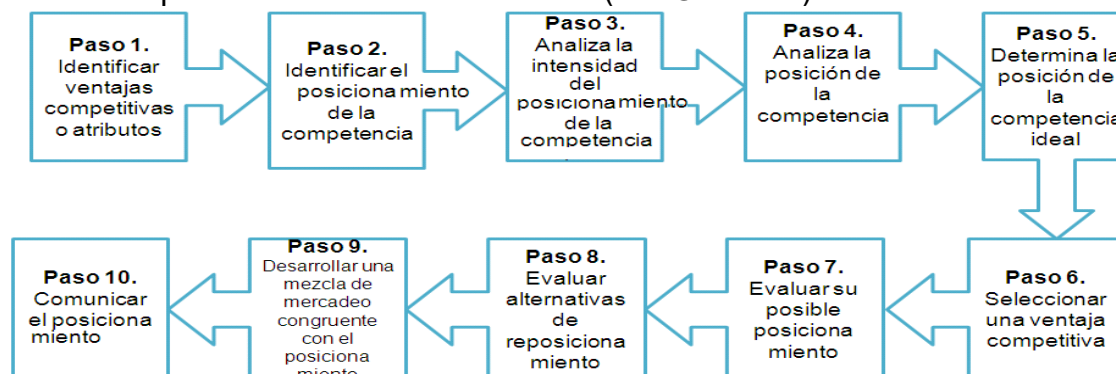 Paso 1.
Identificar
ventajas
competitivas
o atributos
Paso 2.
Identificar el
posiciona miento
de la
competencia
Paso 3.
Analiza la
intensidad
del
posicionamiento
de la
competencia
Paso 4.
Analiza la
posición de
la
competencia
Paso 5.
Determina la
posición de
la
competencia
ideal
Paso 6.
Seleccionar
una ventaja
competitiva
Paso 7.
Evaluar su
posible
posiciona
miento
Paso 8.
Evaluar
alternativas
de
reposiciona
miento
Paso 9.
Desarrollar una
mezcla de
mercadeo
congruente
con el
posiciona
miento
Paso 10.
Comunicar
el posiciona
miento